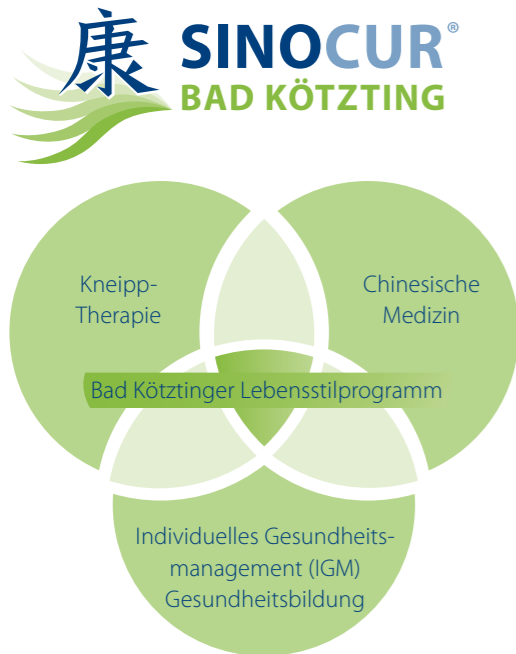 康 SINOCUR®
BAD KÖTZTING
Kneipp-
Therapie
Chinesische
Medizin
Bad Kötztinger Lebensstilprogramm
Individuelles Gesundheits-
management (IGM)
Gesundheitsbildung